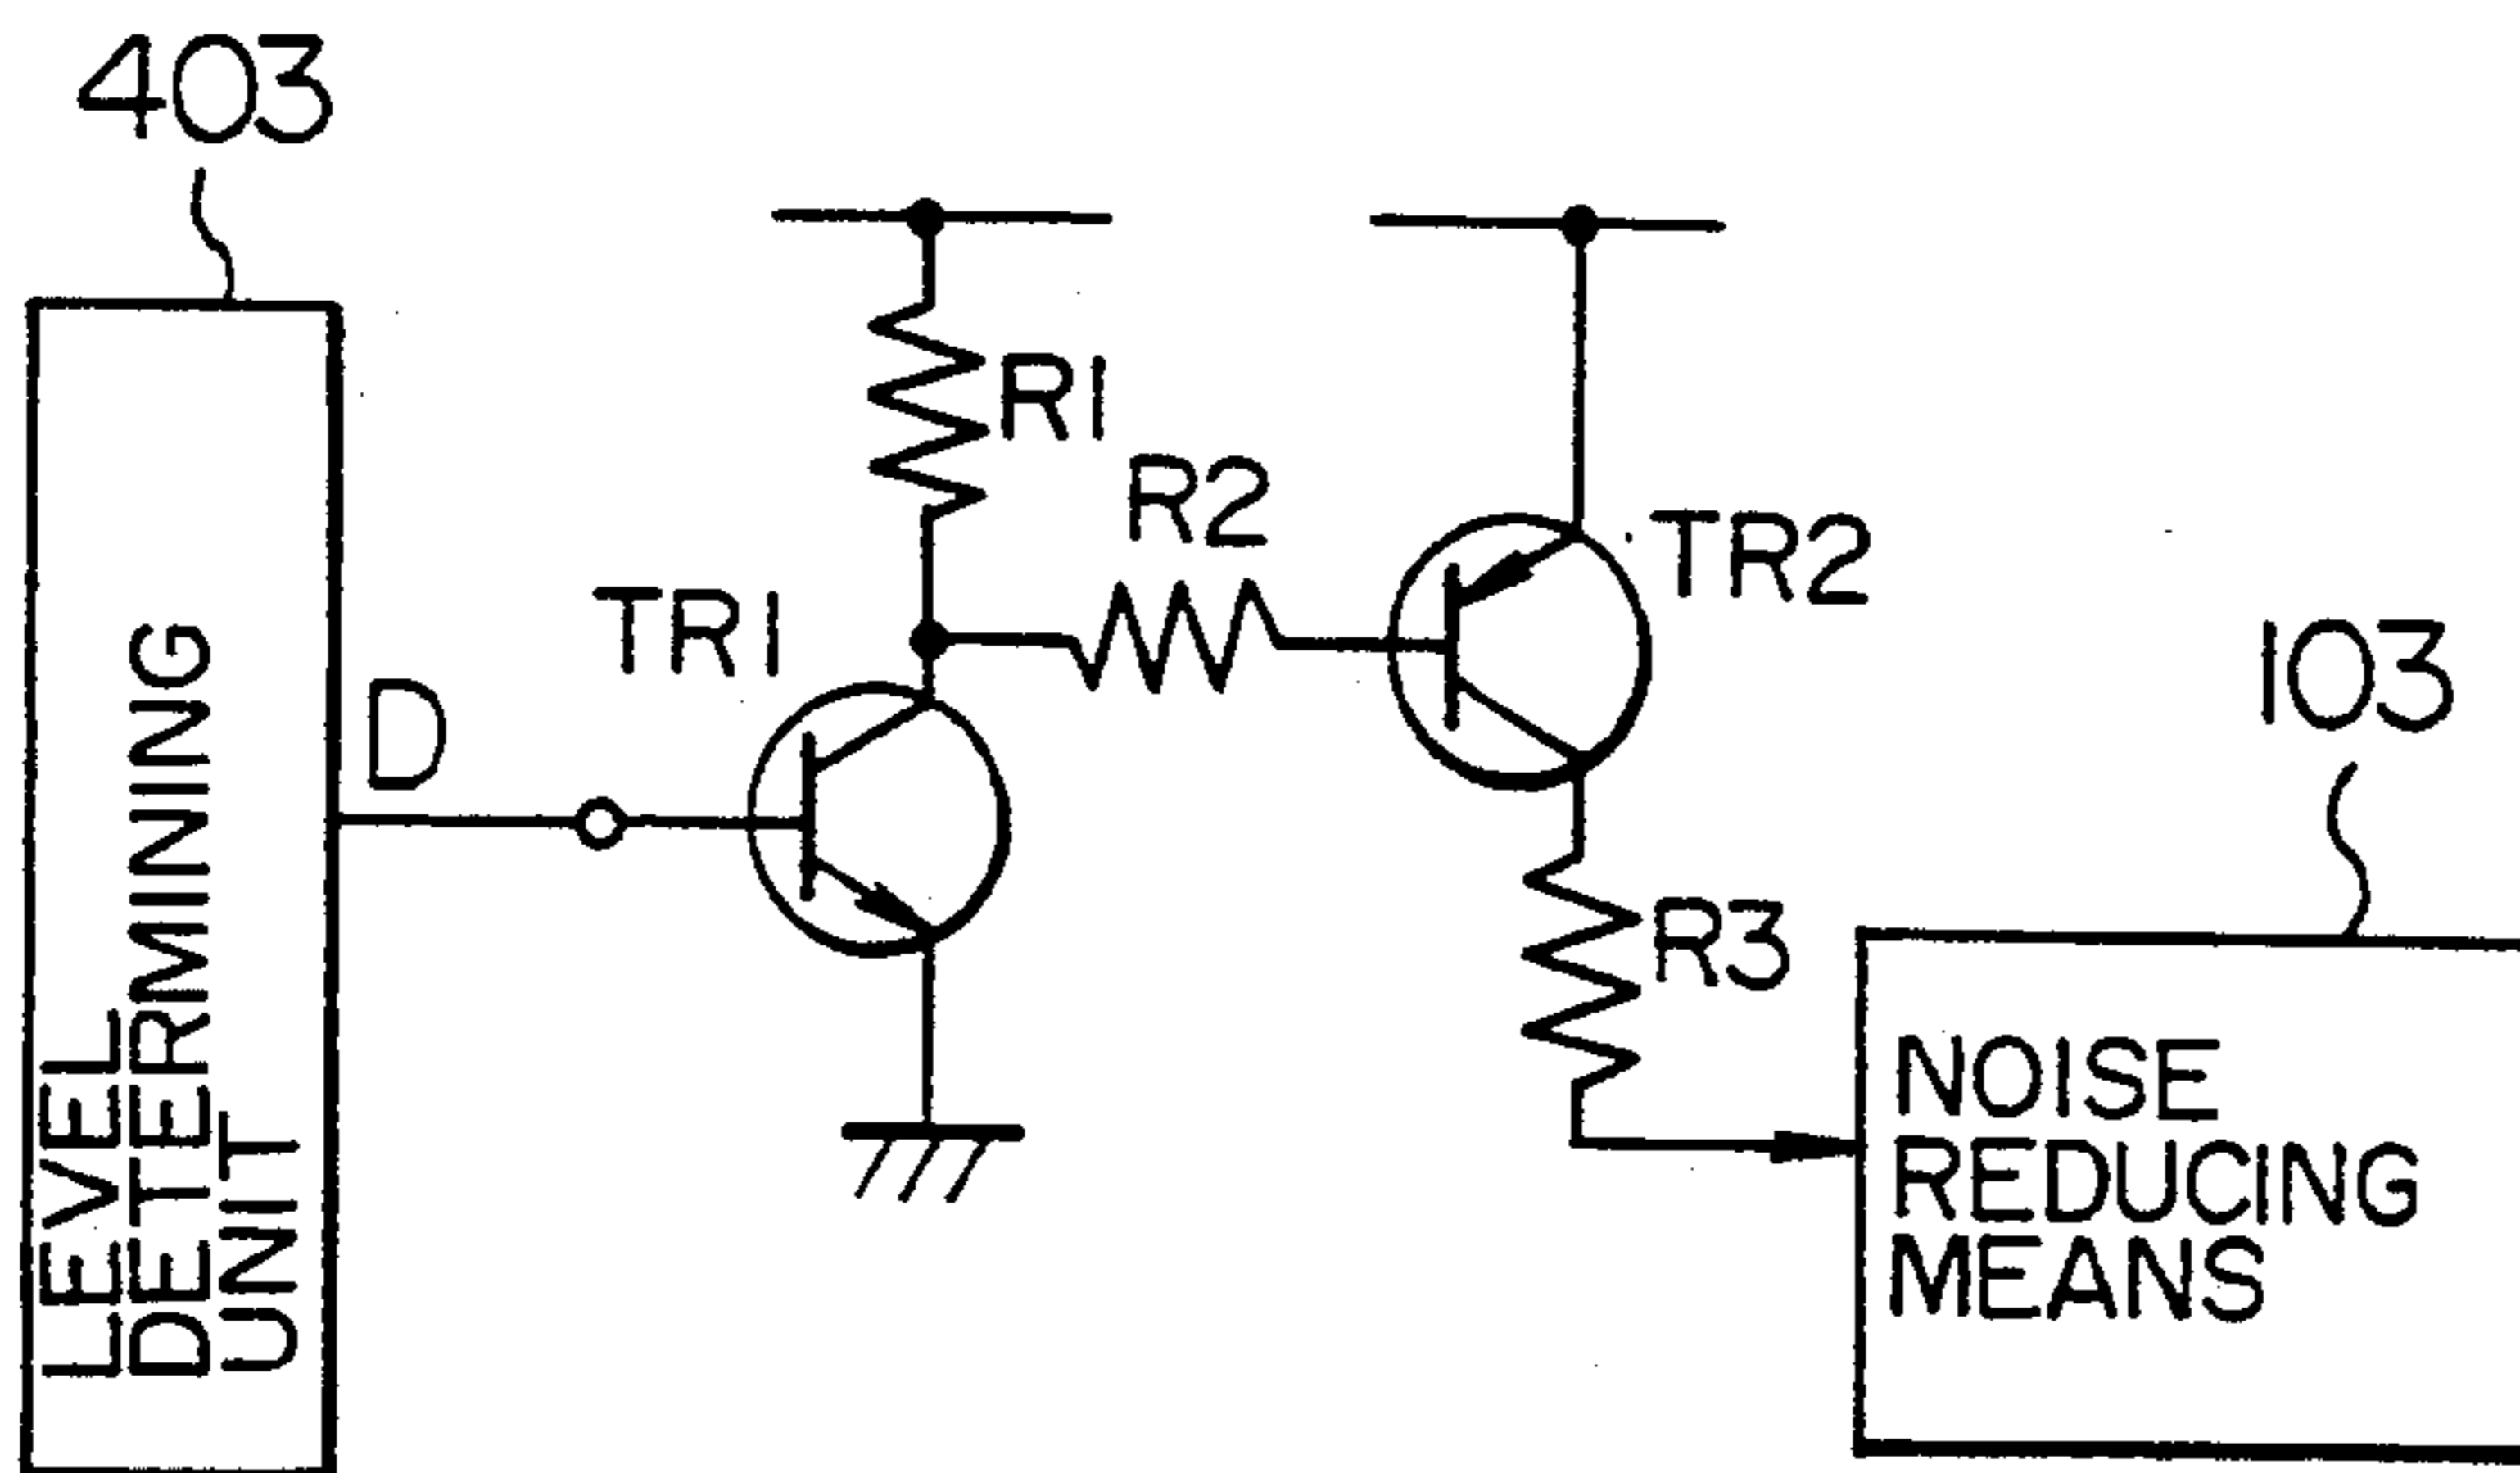 403
R1
R2
TR1
TR2
D
103
R3
LEVEL
DETERMINING
UNIT
NOISE
REDUCING
MEANS